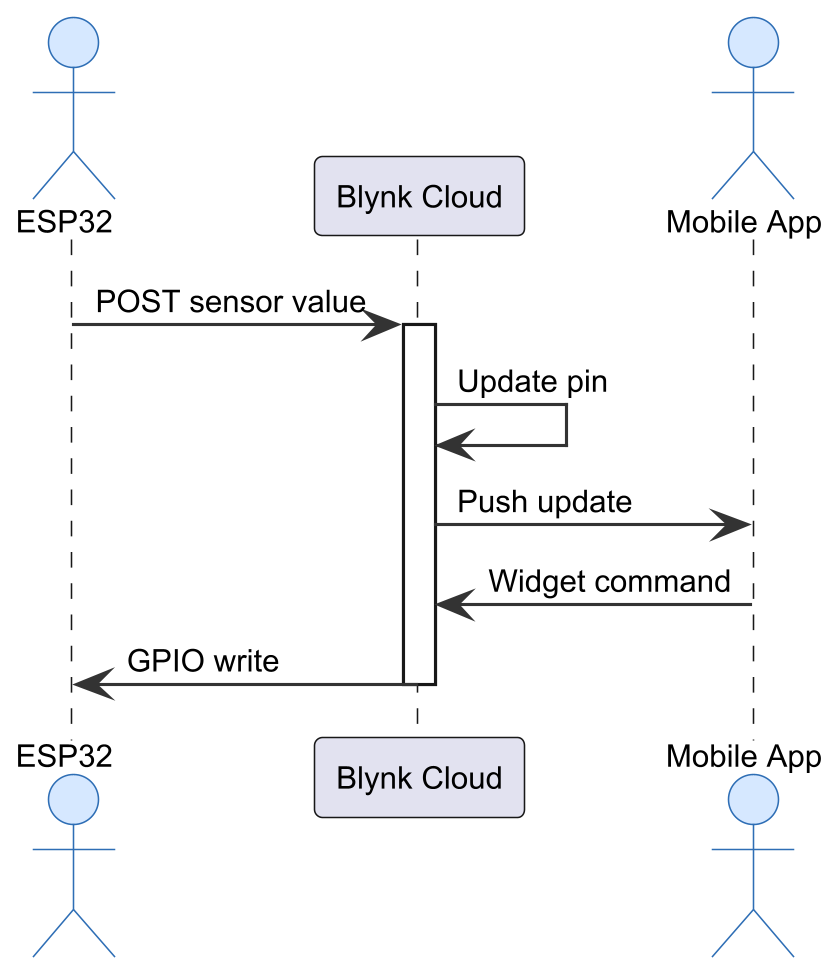 ESP32
Blynk Cloud
Mobile App
POST sensor value
Update pin
Push update
Widget command
GPIO write
ESP32
Blynk Cloud
Mobile App